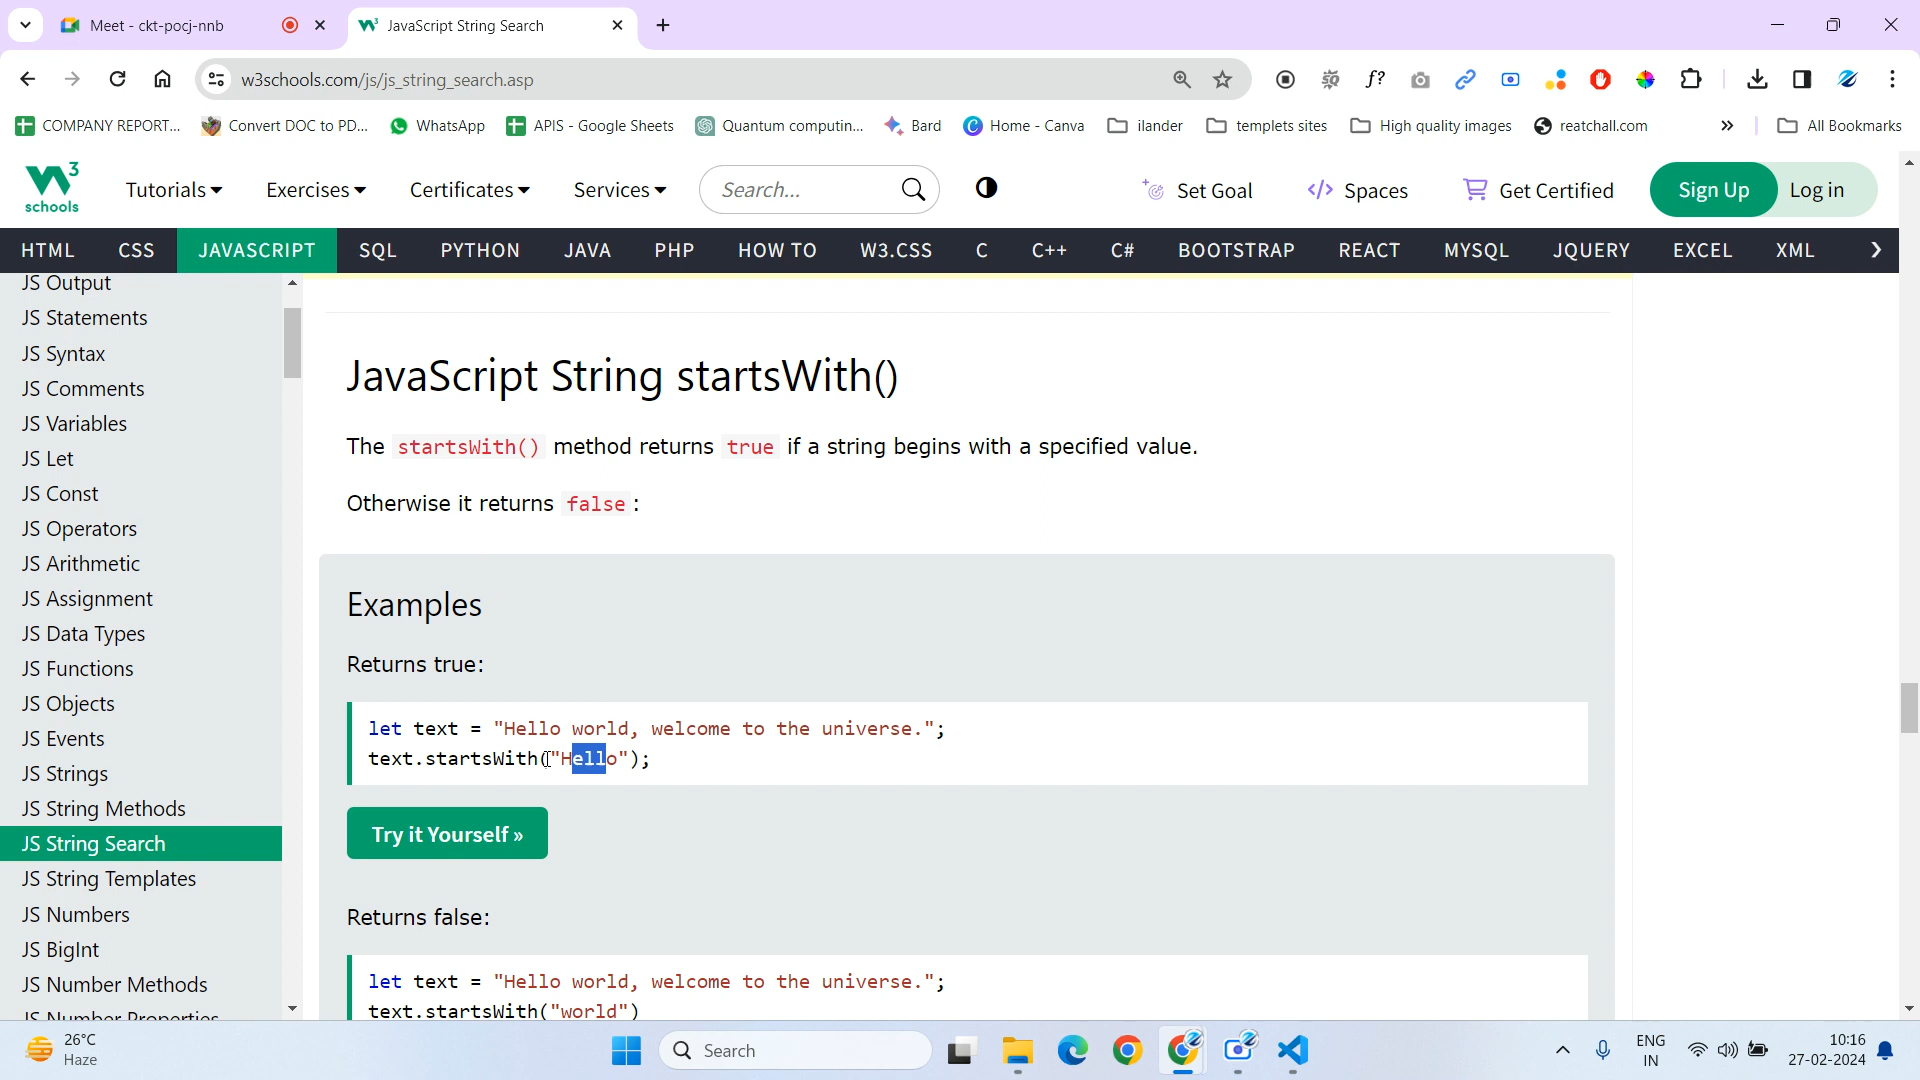 Meet - ckt-pocj-nnb
JavaScript String Search
w3schools.com/js/js_string_search.asp
COMPANY REPORT... Convert DOC to PD... WhatsApp APIS - Google Sheets Quantum computin... Bard Home - Canva ilander templets sites High quality images reatchall.com » All Bookmarks
W3 schools
Tutorials Exercises Certificates Services Search... Set Goal Spaces Get Certified Sign Up Log in
HTML CSS JAVASCRIPT SQL PYTHON JAVA PHP HOW TO W3.CSS C C++ C# BOOTSTRAP REACT MYSQL JQUERY EXCEL XML ❯
JS Output
JS Statements
JS Syntax
JS Comments
JS Variables
JS Let
JS Const
JS Operators
JS Arithmetic
JS Assignment
JS Data Types
JS Functions
JS Objects
JS Events
JS Strings
JS String Methods
JS String Search
JS String Templates
JS Numbers
JS BigInt
JS Number Methods
JS Number Properties
JavaScript String startsWith()
The startsWith() method returns true if a string begins with a specified value.
Otherwise it returns false:
Examples
Returns true:
let text = "Hello world, welcome to the universe.";
text.startsWith("Hello");
Try it Yourself »
Returns false:
let text = "Hello world, welcome to the universe.";
text.startsWith("world")
26°C
Haze
Search
ENG
IN
10:16
27-02-2024